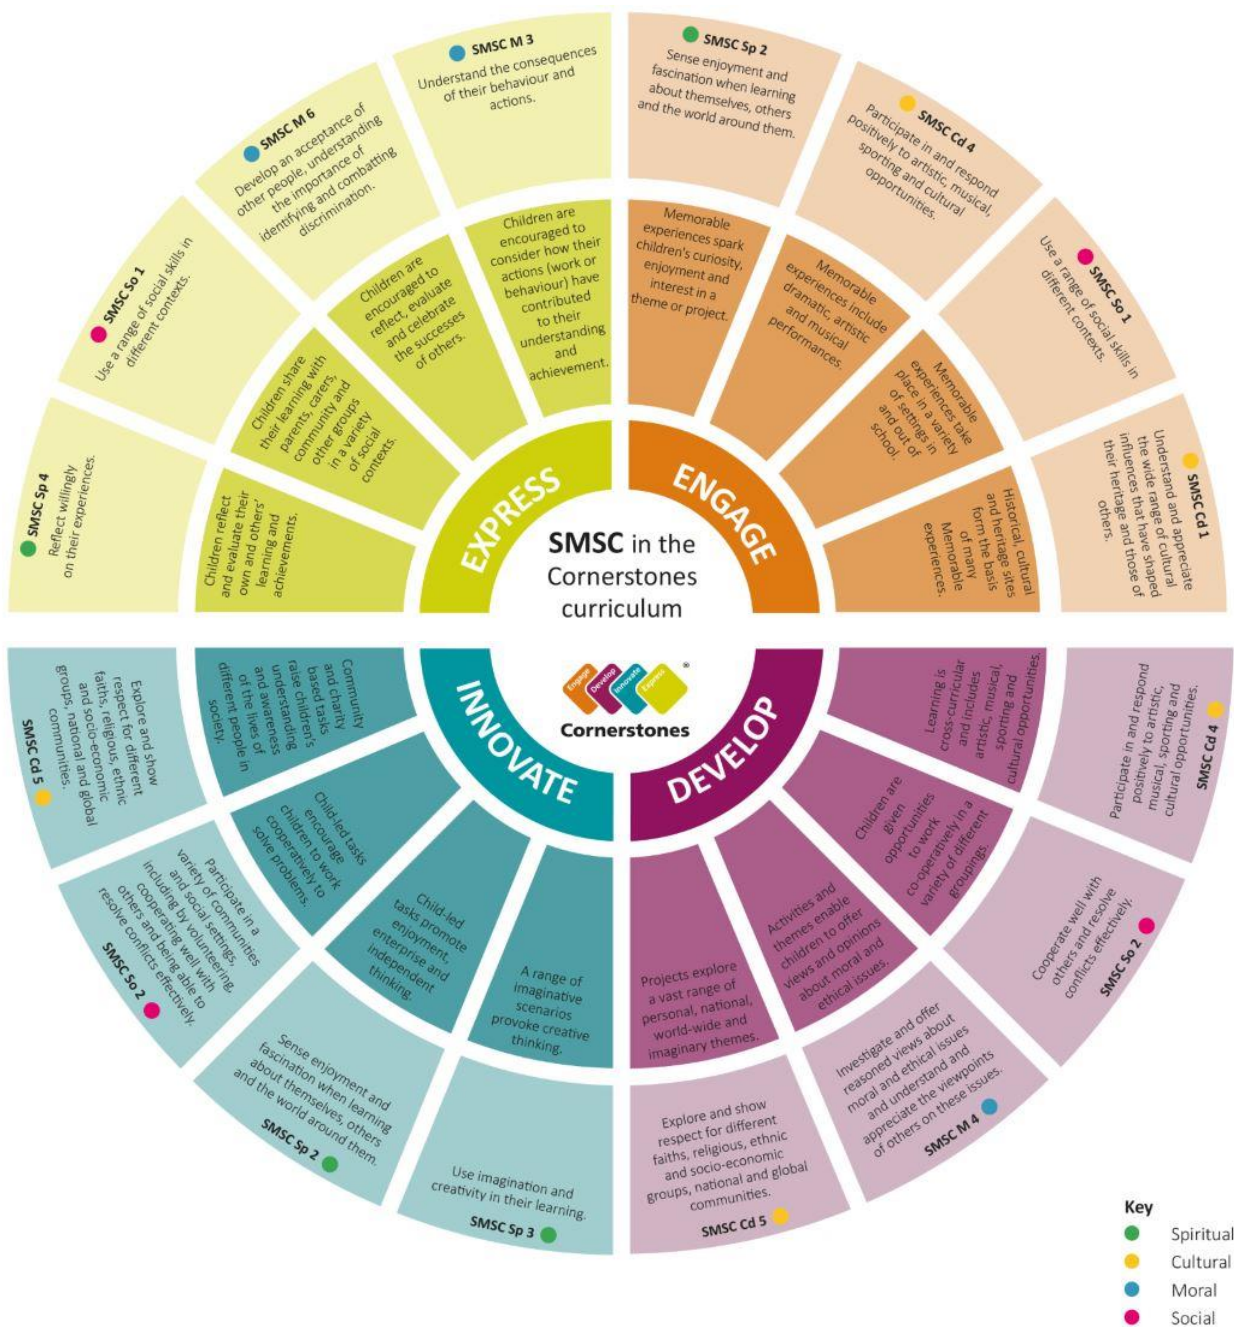 SMSC M 3
Understand the consequences
of their behaviour and
actions.
SMSC Sp 2
Sense enjoyment and
fascination when learning
about themselves, others
and the world around them.
SMSC Cd 4
Participate in and respond
positively to artistic, musical,
sporting and cultural
opportunities.
SMSC So 1
Use a range of social skills in
different contexts.
SMSC Cd 1
Understand and appreciate
the wide range of cultural
influences that have shaped
their heritage and those of
others.
SMSC M 6
Develop an acceptance of
other people, understanding
the importance of
identifying and combatting
discrimination.
SMSC So 1
Use a range of social skills in
different contexts.
SMSC Sp 4
Reflect willingly
on their experiences.
Children are
encouraged to
consider how their
actions (work or
behaviour) have
contributed
to their
understanding
and
achievement.
Children are
encouraged to
reflect, evaluate
and celebrate
the successes
of others.
Children share
their learning with
parents, carers,
community and
other groups
in a variety
of social
contexts.
Children reflect
and evaluate their
own and others'
learning and
achievements.
Memorable
experiences spark
children's curiosity,
enjoyment and
interest in a
theme or project.
Memorable
experiences include
dramatic, artistic
and musical
performances.
Memorable
experiences take
place in a variety
of settings in
and out of
school.
Historical, cultural
and heritage sites
form the basis
of many
Memorable
experiences.
EXPRESS
ENGAGE
SMSC in the
Cornerstones
curriculum
Engage
Develop
Innovate
Express
®
Cornerstones
INNOVATE
DEVELOP
Community
and charity
based tasks
raise children's
understanding
and awareness
of the lives of
different people in
society.
Child-led tasks
encourage
children to work
cooperatively to
solve problems.
Child-led
tasks promote
enjoyment,
enterprise and
independent
thinking.
A range of
imaginative
scenarios
provoke creative
thinking.
Learning is
cross-curricular
and includes
artistic, musical,
sporting and
cultural opportunities.
Children are
given
opportunities
to work
co-operatively in a
variety of different
groupings.
Activities and
themes enable
children to offer
views and opinions
about moral and
ethical issues.
Projects explore
a vast range of
personal, national,
world-wide and
imaginary themes.
Explore and show
respect for different
faiths, religious, ethnic
and socio-economic
groups, national and global
communities.
SMSC Cd 5
Participate in a
variety of communities
and social settings,
including by volunteering,
cooperating well with
others and being able to
resolve conflicts effectively.
SMSC So 2
Sense enjoyment and
fascination when learning
about themselves, others
and the world around them.
SMSC Sp 2
Use imagination and
creativity in their learning.
SMSC Sp 3
Explore and show
respect for different
faiths, religious, ethnic
and socio-economic
groups, national and global
communities.
SMSC Cd 5
Investigate and offer
reasoned views about
moral and ethical issues
and understand and
appreciate the viewpoints
of others on these issues.
SMSC M 4
Cooperate well with
others and resolve
conflicts effectively.
SMSC So 2
Participate in and respond
positively to artistic,
musical, sporting and
cultural opportunities.
SMSC Cd 4
Key
Spiritual
Cultural
Moral
Social